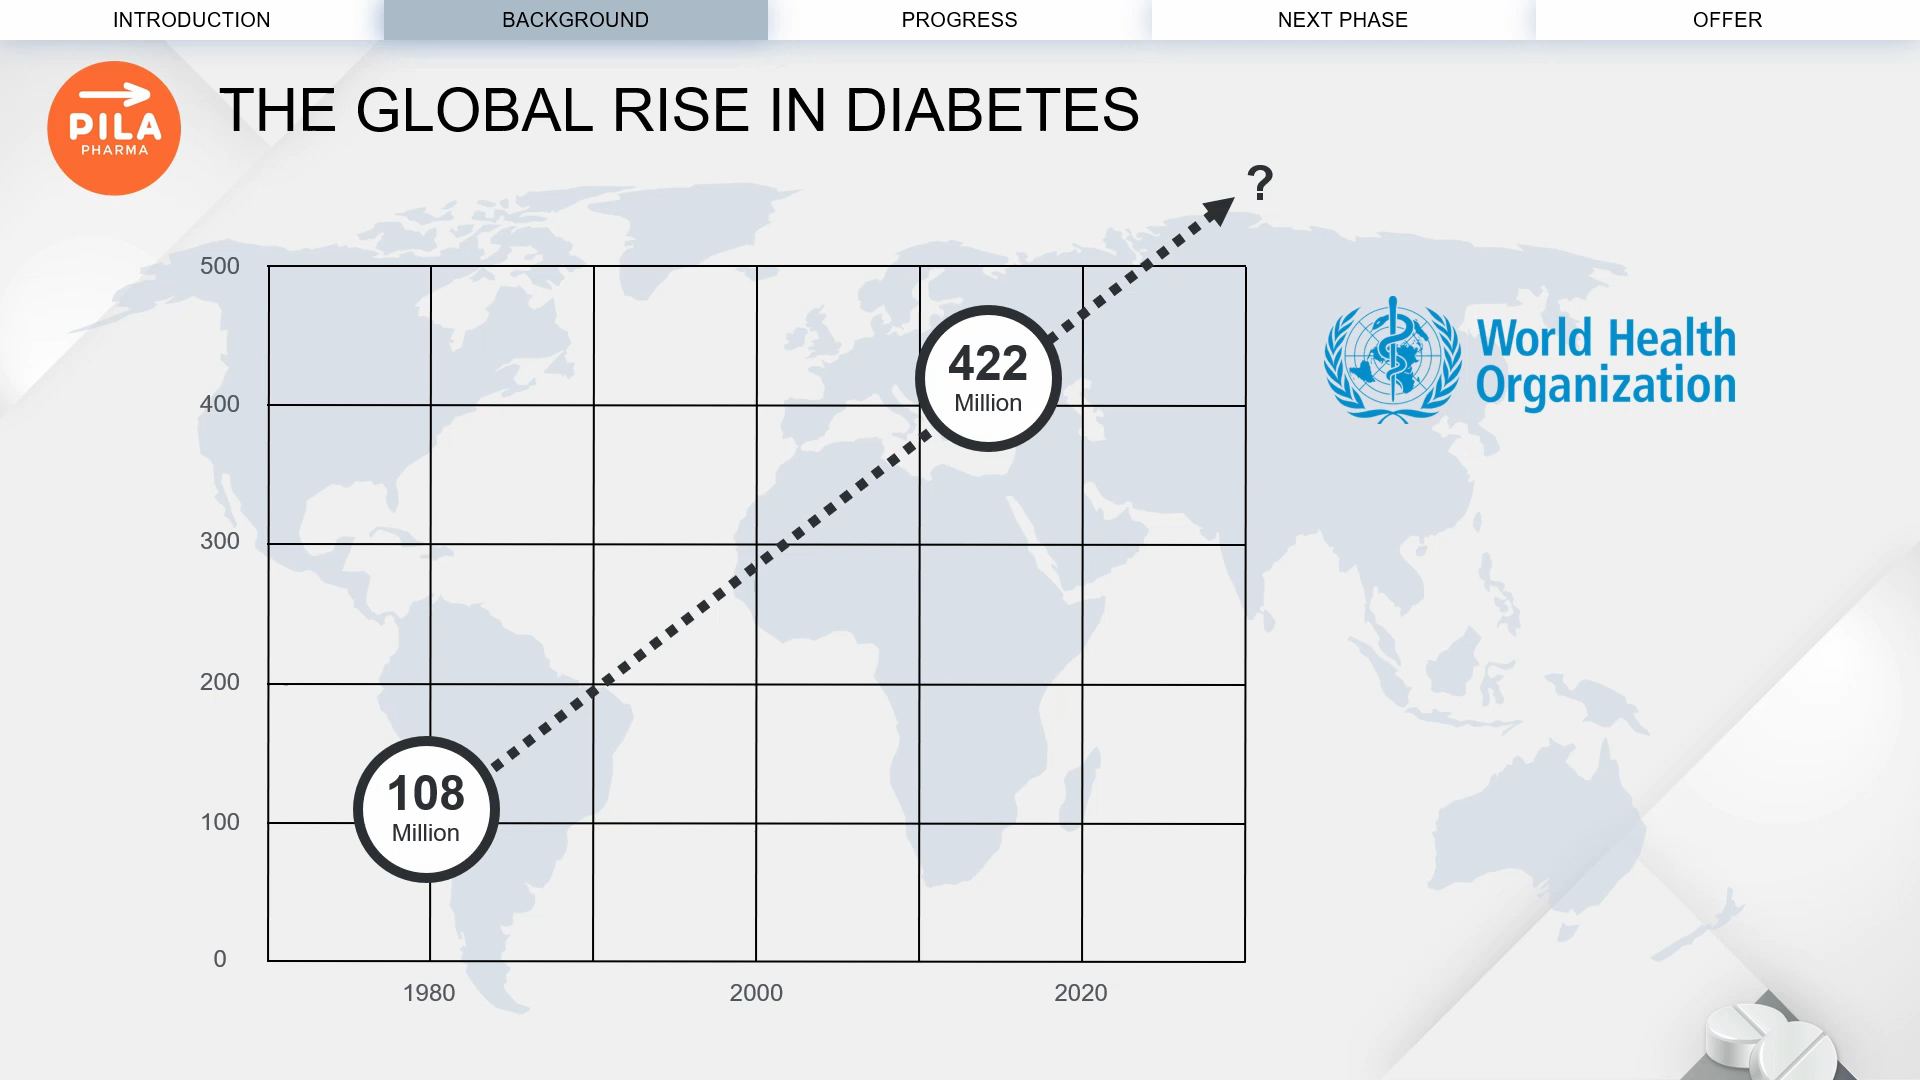 INTRODUCTION
BACKGROUND
PROGRESS
NEXT PHASE
OFFER
PILA
PHARMA
THE GLOBAL RISE IN DIABETES
?
500
400
300
200
100
0
422
Million
108
Million
1980
2000
2020
World Health
Organization